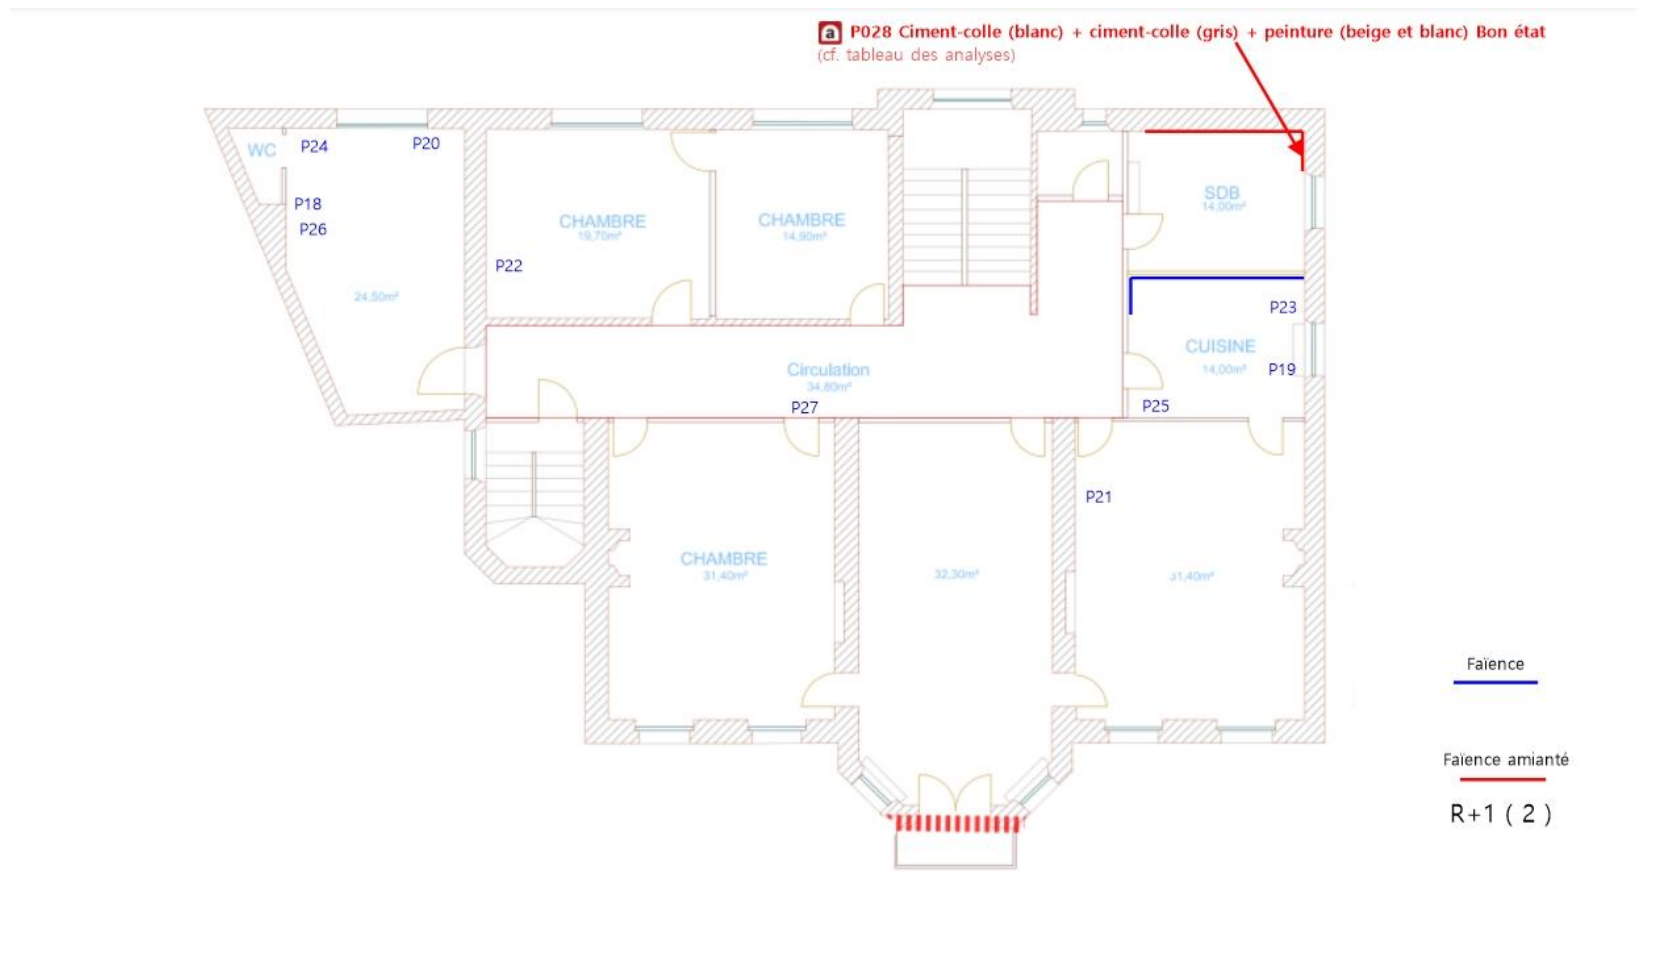 a P028 Ciment-colle (blanc) + ciment-colle (gris) + peinture (beige et blanc) Bon état
(cf. tableau des analyses)
WC
P24
P20
P18
P26
24,50m²
CHAMBRE
19,70m²
P22
CHAMBRE
14,90m²
SDB
14,00m²
P23
CUISINE
14,00m²
P19
P25
Circulation
34,80m²
P27
P21
CHAMBRE
31,40m²
32,30m²
31,40m²
Faïence
Faïence amianté
R+1 ( 2 )